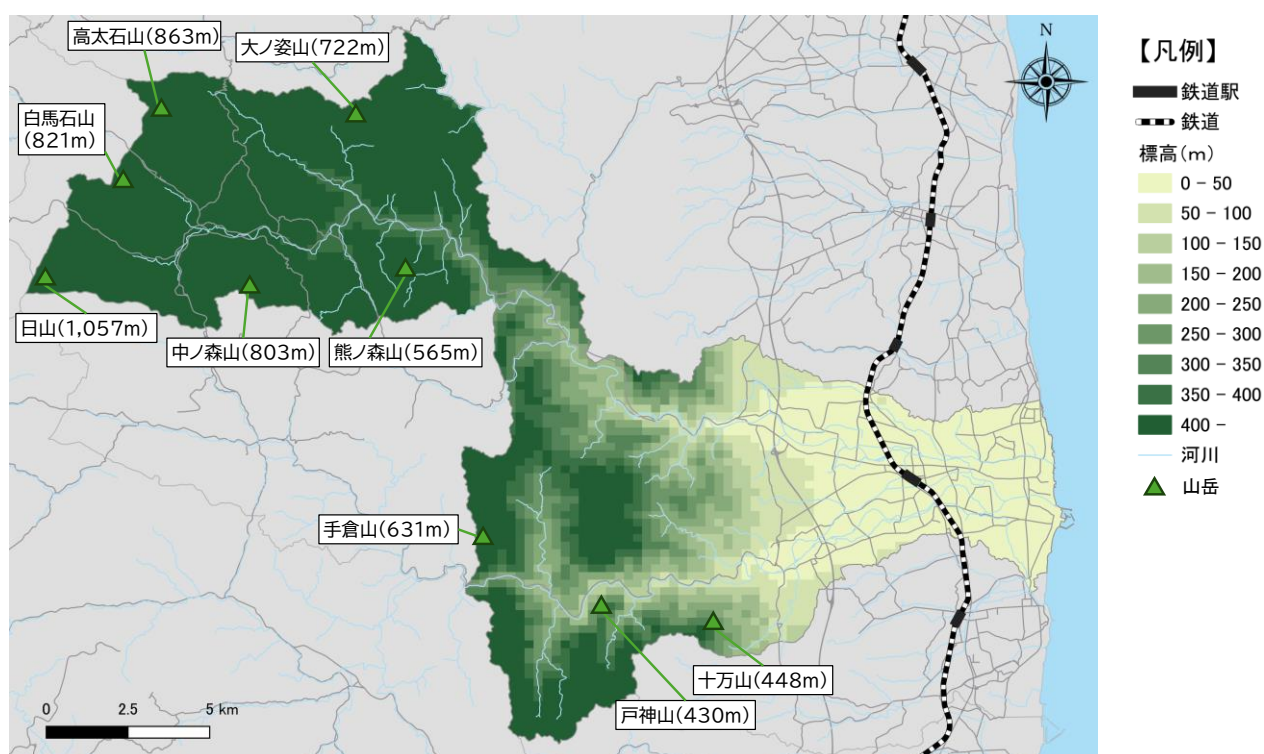 高太石山(863m)
大ノ姿山(722m)
白馬石山
(821m)
日山(1,057m)
中ノ森山(803m)
熊ノ森山(565m)
手倉山(631m)
十万山(448m)
戸神山(430m)
N
0 2.5 5 km
【凡例】
鉄道駅
鉄道
標高(m)
0 - 50
50 - 100
100 - 150
150 - 200
200 - 250
250 - 300
300 - 350
350 - 400
400 -
河川
山岳